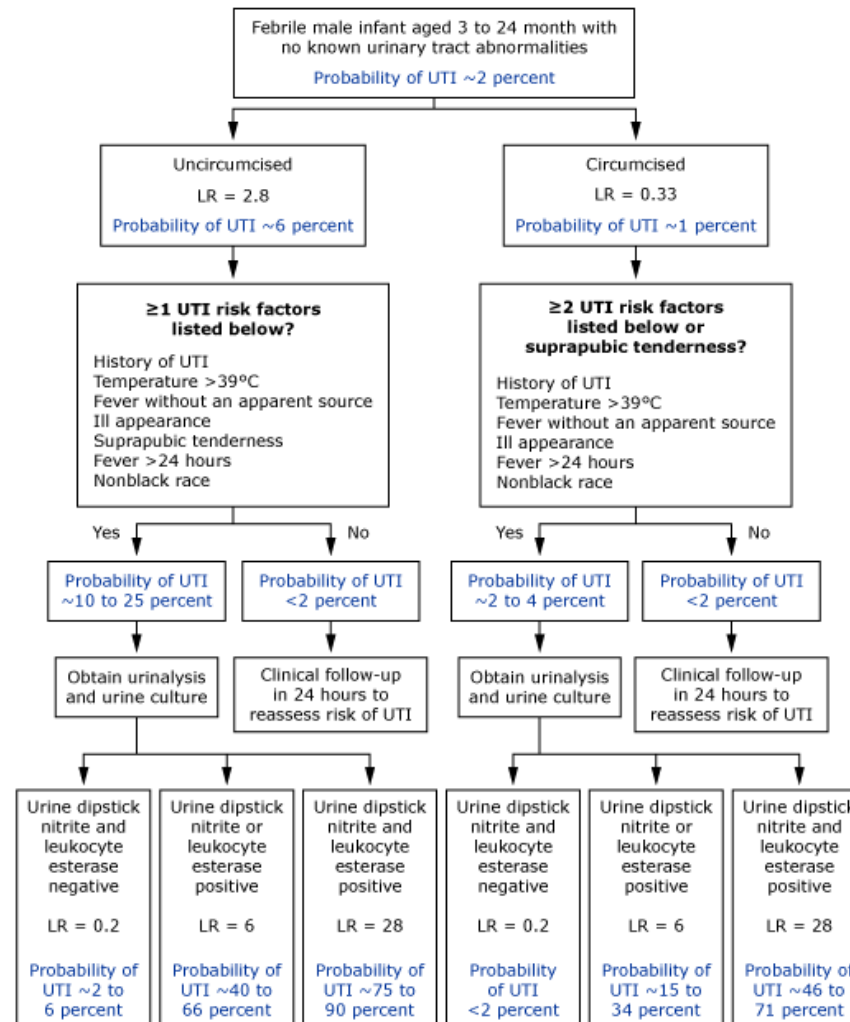 Febrile male infant aged 3 to 24 month with
no known urinary tract abnormalities
Probability of UTI ~2 percent
Uncircumcised
LR = 2.8
Probability of UTI ~6 percent
Circumcised
LR = 0.33
Probability of UTI ~1 percent
≥1 UTI risk factors
listed below?
History of UTI
Temperature >39°C
Fever without an apparent source
Ill appearance
Suprapubic tenderness
Fever >24 hours
Nonblack race
≥2 UTI risk factors
listed below or
suprapubic tenderness?
History of UTI
Temperature >39°C
Fever without an apparent source
Ill appearance
Fever >24 hours
Nonblack race
Yes
No
Yes
No
Probability of UTI
~10 to 25 percent
Probability of UTI
<2 percent
Probability of UTI
~2 to 4 percent
Probability of UTI
<2 percent
Obtain urinalysis
and urine culture
Clinical follow-up
in 24 hours to
reassess risk of UTI
Obtain urinalysis
and urine culture
Clinical follow-up
in 24 hours to
reassess risk of UTI
Urine dipstick
nitrite and
leukocyte
esterase
negative
LR = 0.2
Probability of
UTI ~2 to
6 percent
Urine dipstick
nitrite or
leukocyte
esterase
positive
LR = 6
Probability of
UTI ~40 to
66 percent
Urine dipstick
nitrite and
leukocyte
esterase
positive
LR = 28
Probability of
UTI ~75 to
90 percent
Urine dipstick
nitrite and
leukocyte
esterase
negative
LR = 0.2
Probability
of UTI
<2 percent
Urine dipstick
nitrite or
leukocyte
esterase
positive
LR = 6
Probability of
UTI ~15 to
34 percent
Urine dipstick
nitrite and
leukocyte
esterase
positive
LR = 28
Probability of
UTI ~46 to
71 percent